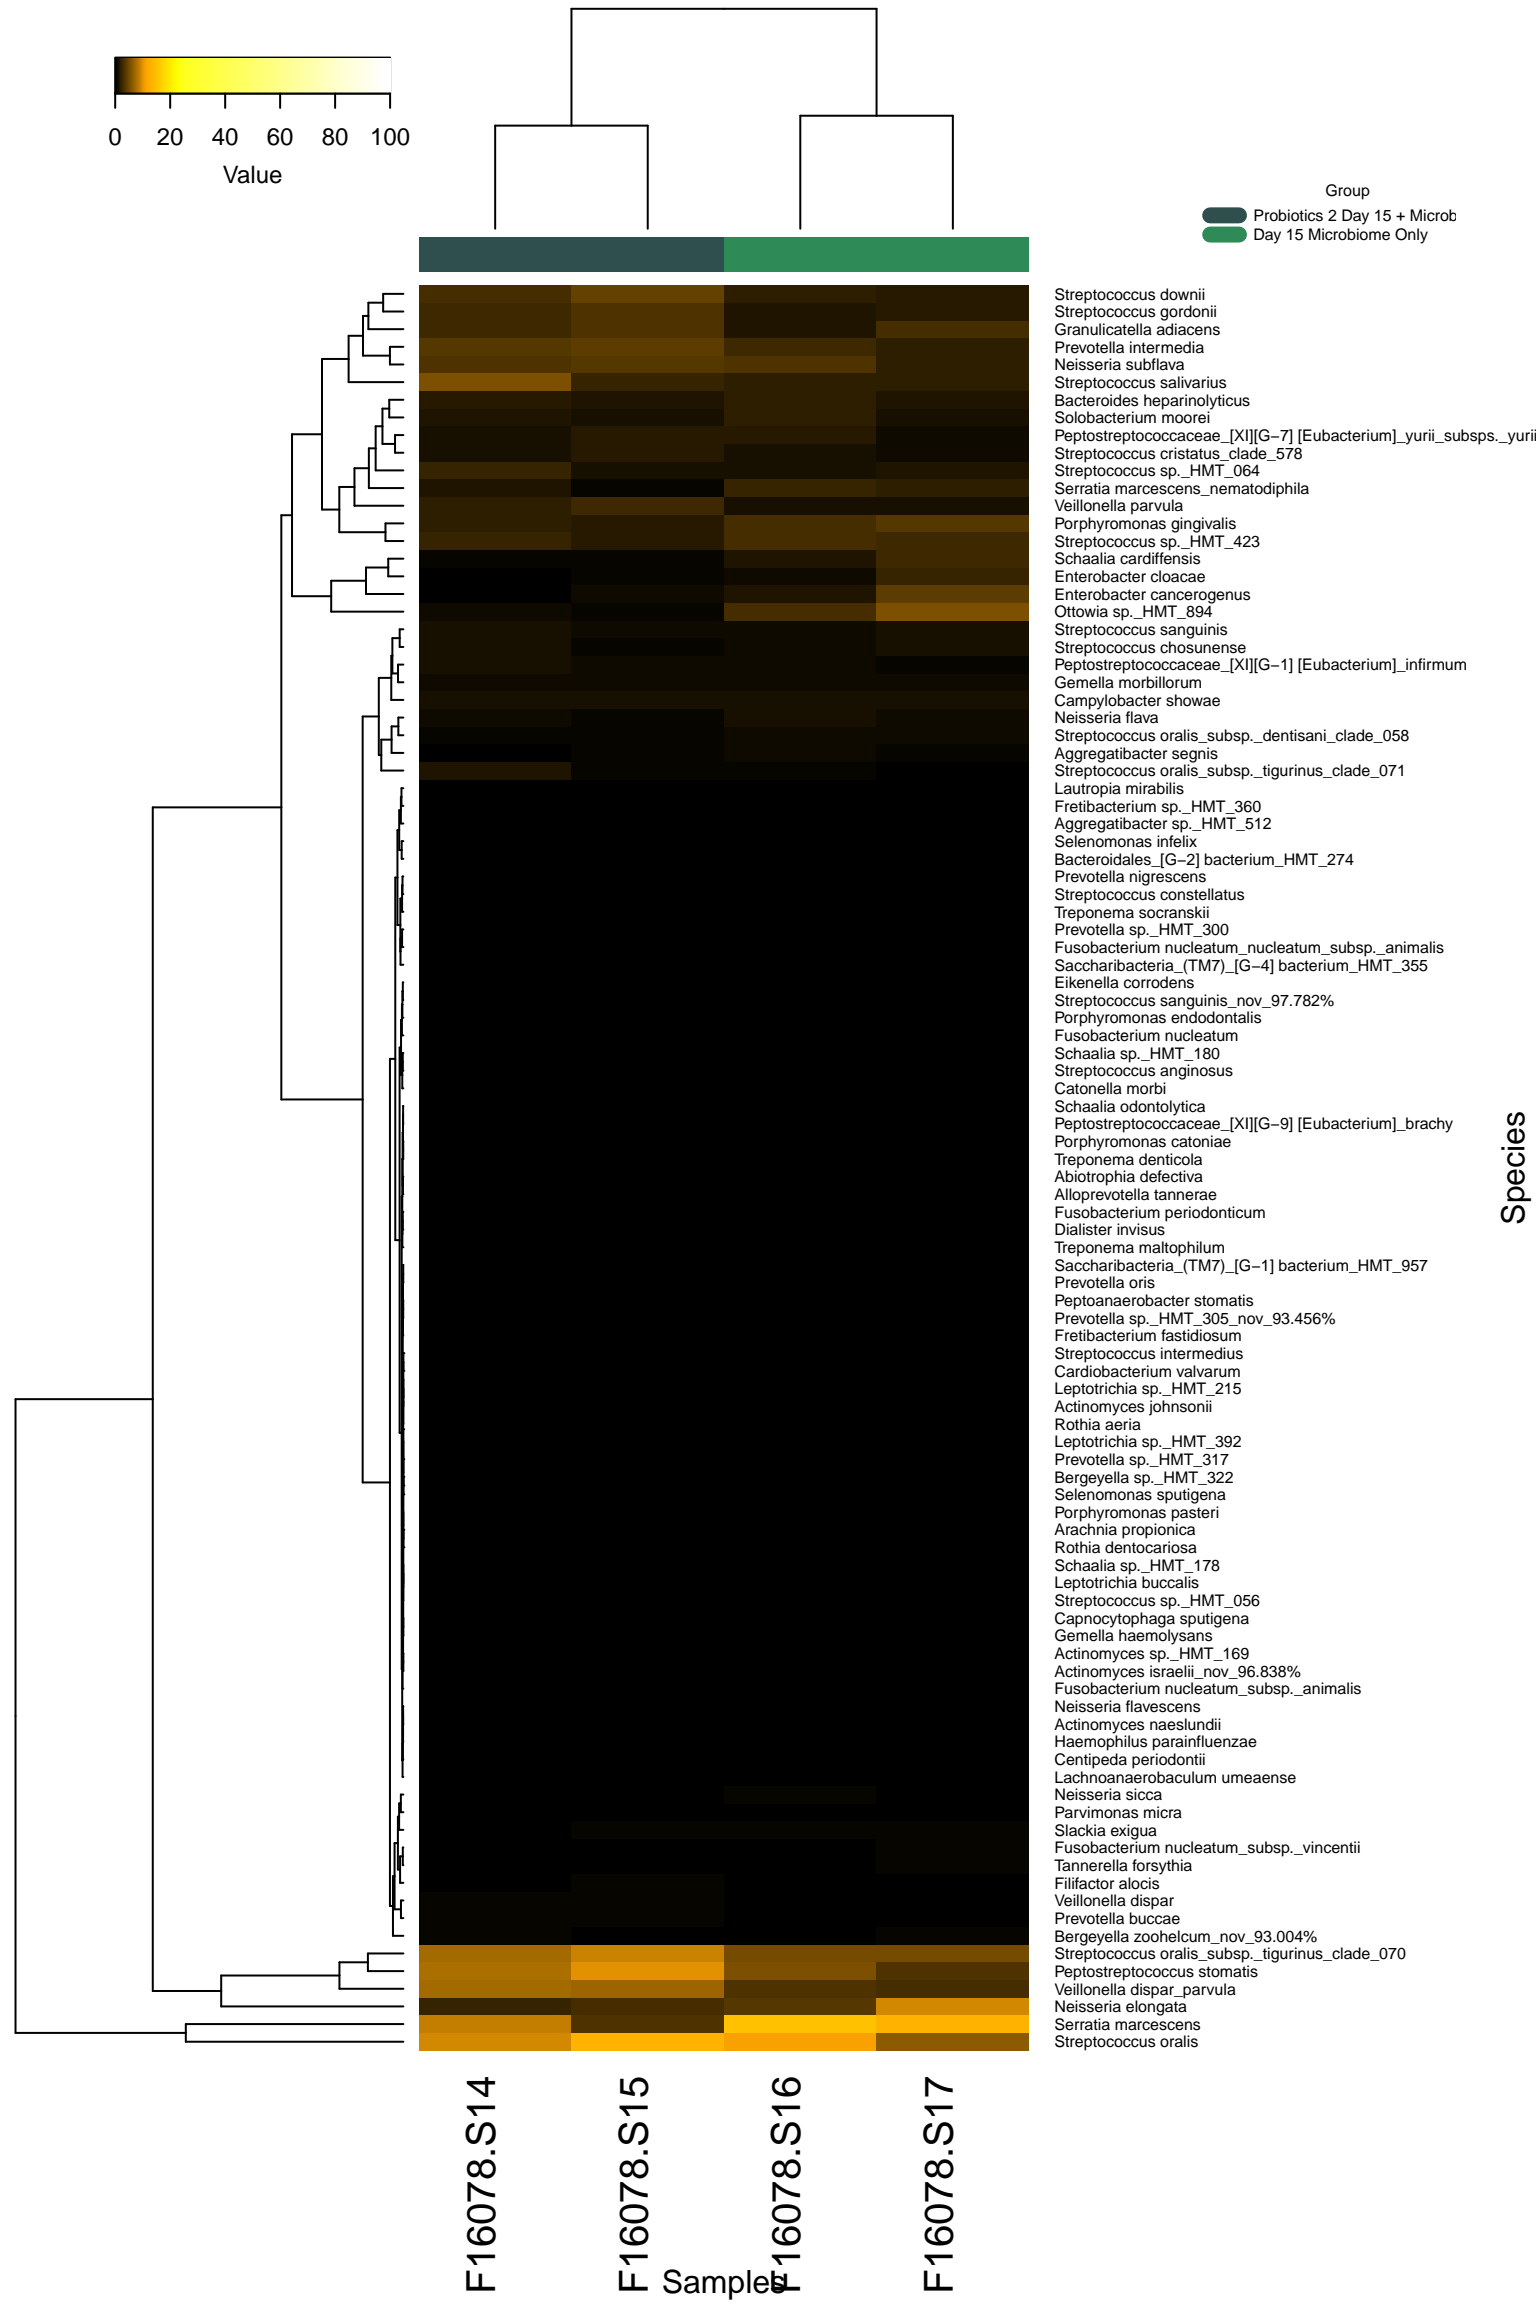 0 20 40 60 80 100
Value
Group
Probiotics 2 Day 15 + Microb
Day 15 Microbiome Only
Streptococcus downii
Streptococcus gordonii
Granulicatella adiacens
Prevotella intermedia
Neisseria subflava
Streptococcus salivarius
Bacteroides heparinolyticus
Solobacterium moorei
Peptostreptococcaceae_[XI][G−7] [Eubacterium]_yurii_subsps._yurii
Streptococcus cristatus_clade_578
Streptococcus sp._HMT_064
Serratia marcescens_nematodiphila
Veillonella parvula
Porphyromonas gingivalis
Streptococcus sp._HMT_423
Schaalia cardiffensis
Enterobacter cloacae
Enterobacter cancerogenus
Ottowia sp._HMT_894
Streptococcus sanguinis
Streptococcus chosunense
Peptostreptococcaceae_[XI][G−1] [Eubacterium]_infirmum
Gemella morbillorum
Campylobacter showae
Neisseria flava
Streptococcus oralis_subsp._dentisani_clade_058
Aggregatibacter segnis
Streptococcus oralis_subsp._tigurinus_clade_071
Lautropia mirabilis
Fretibacterium sp._HMT_360
Aggregatibacter sp._HMT_512
Selenomonas infelix
Bacteroidales_[G−2] bacterium_HMT_274
Prevotella nigrescens
Streptococcus constellatus
Treponema socranskii
Prevotella sp._HMT_300
Fusobacterium nucleatum_nucleatum_subsp._animalis
Saccharibacteria_(TM7)_[G−4] bacterium_HMT_355
Eikenella corrodens
Streptococcus sanguinis_nov_97.782%
Porphyromonas endodontalis
Fusobacterium nucleatum
Schaalia sp._HMT_180
Streptococcus anginosus
Catonella morbi
Schaalia odontolytica
Peptostreptococcaceae_[XI][G−9] [Eubacterium]_brachy
Porphyromonas catoniae
Treponema denticola
Abiotrophia defectiva
Alloprevotella tannerae
Fusobacterium periodonticum
Dialister invisus
Treponema maltophilum
Saccharibacteria_(TM7)_[G−1] bacterium_HMT_957
Prevotella oris
Peptoanaerobacter stomatis
Prevotella sp._HMT_305_nov_93.456%
Fretibacterium fastidiosum
Streptococcus intermedius
Cardiobacterium valvarum
Leptotrichia sp._HMT_215
Actinomyces johnsonii
Rothia aeria
Leptotrichia sp._HMT_392
Prevotella sp._HMT_317
Bergeyella sp._HMT_322
Selenomonas sputigena
Porphyromonas pasteri
Arachnia propionica
Rothia dentocariosa
Schaalia sp._HMT_178
Leptotrichia buccalis
Streptococcus sp._HMT_056
Capnocytophaga sputigena
Gemella haemolysans
Actinomyces sp._HMT_169
Actinomyces israelii_nov_96.838%
Fusobacterium nucleatum_subsp._animalis
Neisseria flavescens
Actinomyces naeslundii
Haemophilus parainfluenzae
Centipeda periodontii
Lachnoanaerobaculum umeaense
Neisseria sicca
Parvimonas micra
Slackia exigua
Fusobacterium nucleatum_subsp._vincentii
Tannerella forsythia
Filifactor alocis
Veillonella dispar
Prevotella buccae
Bergeyella zoohelcum_nov_93.004%
Streptococcus oralis_subsp._tigurinus_clade_070
Peptostreptococcus stomatis
Veillonella dispar_parvula
Neisseria elongata
Serratia marcescens
Streptococcus oralis
Species
F16078.S14
F16078.S15
F16078.S16
F16078.S17
Samples